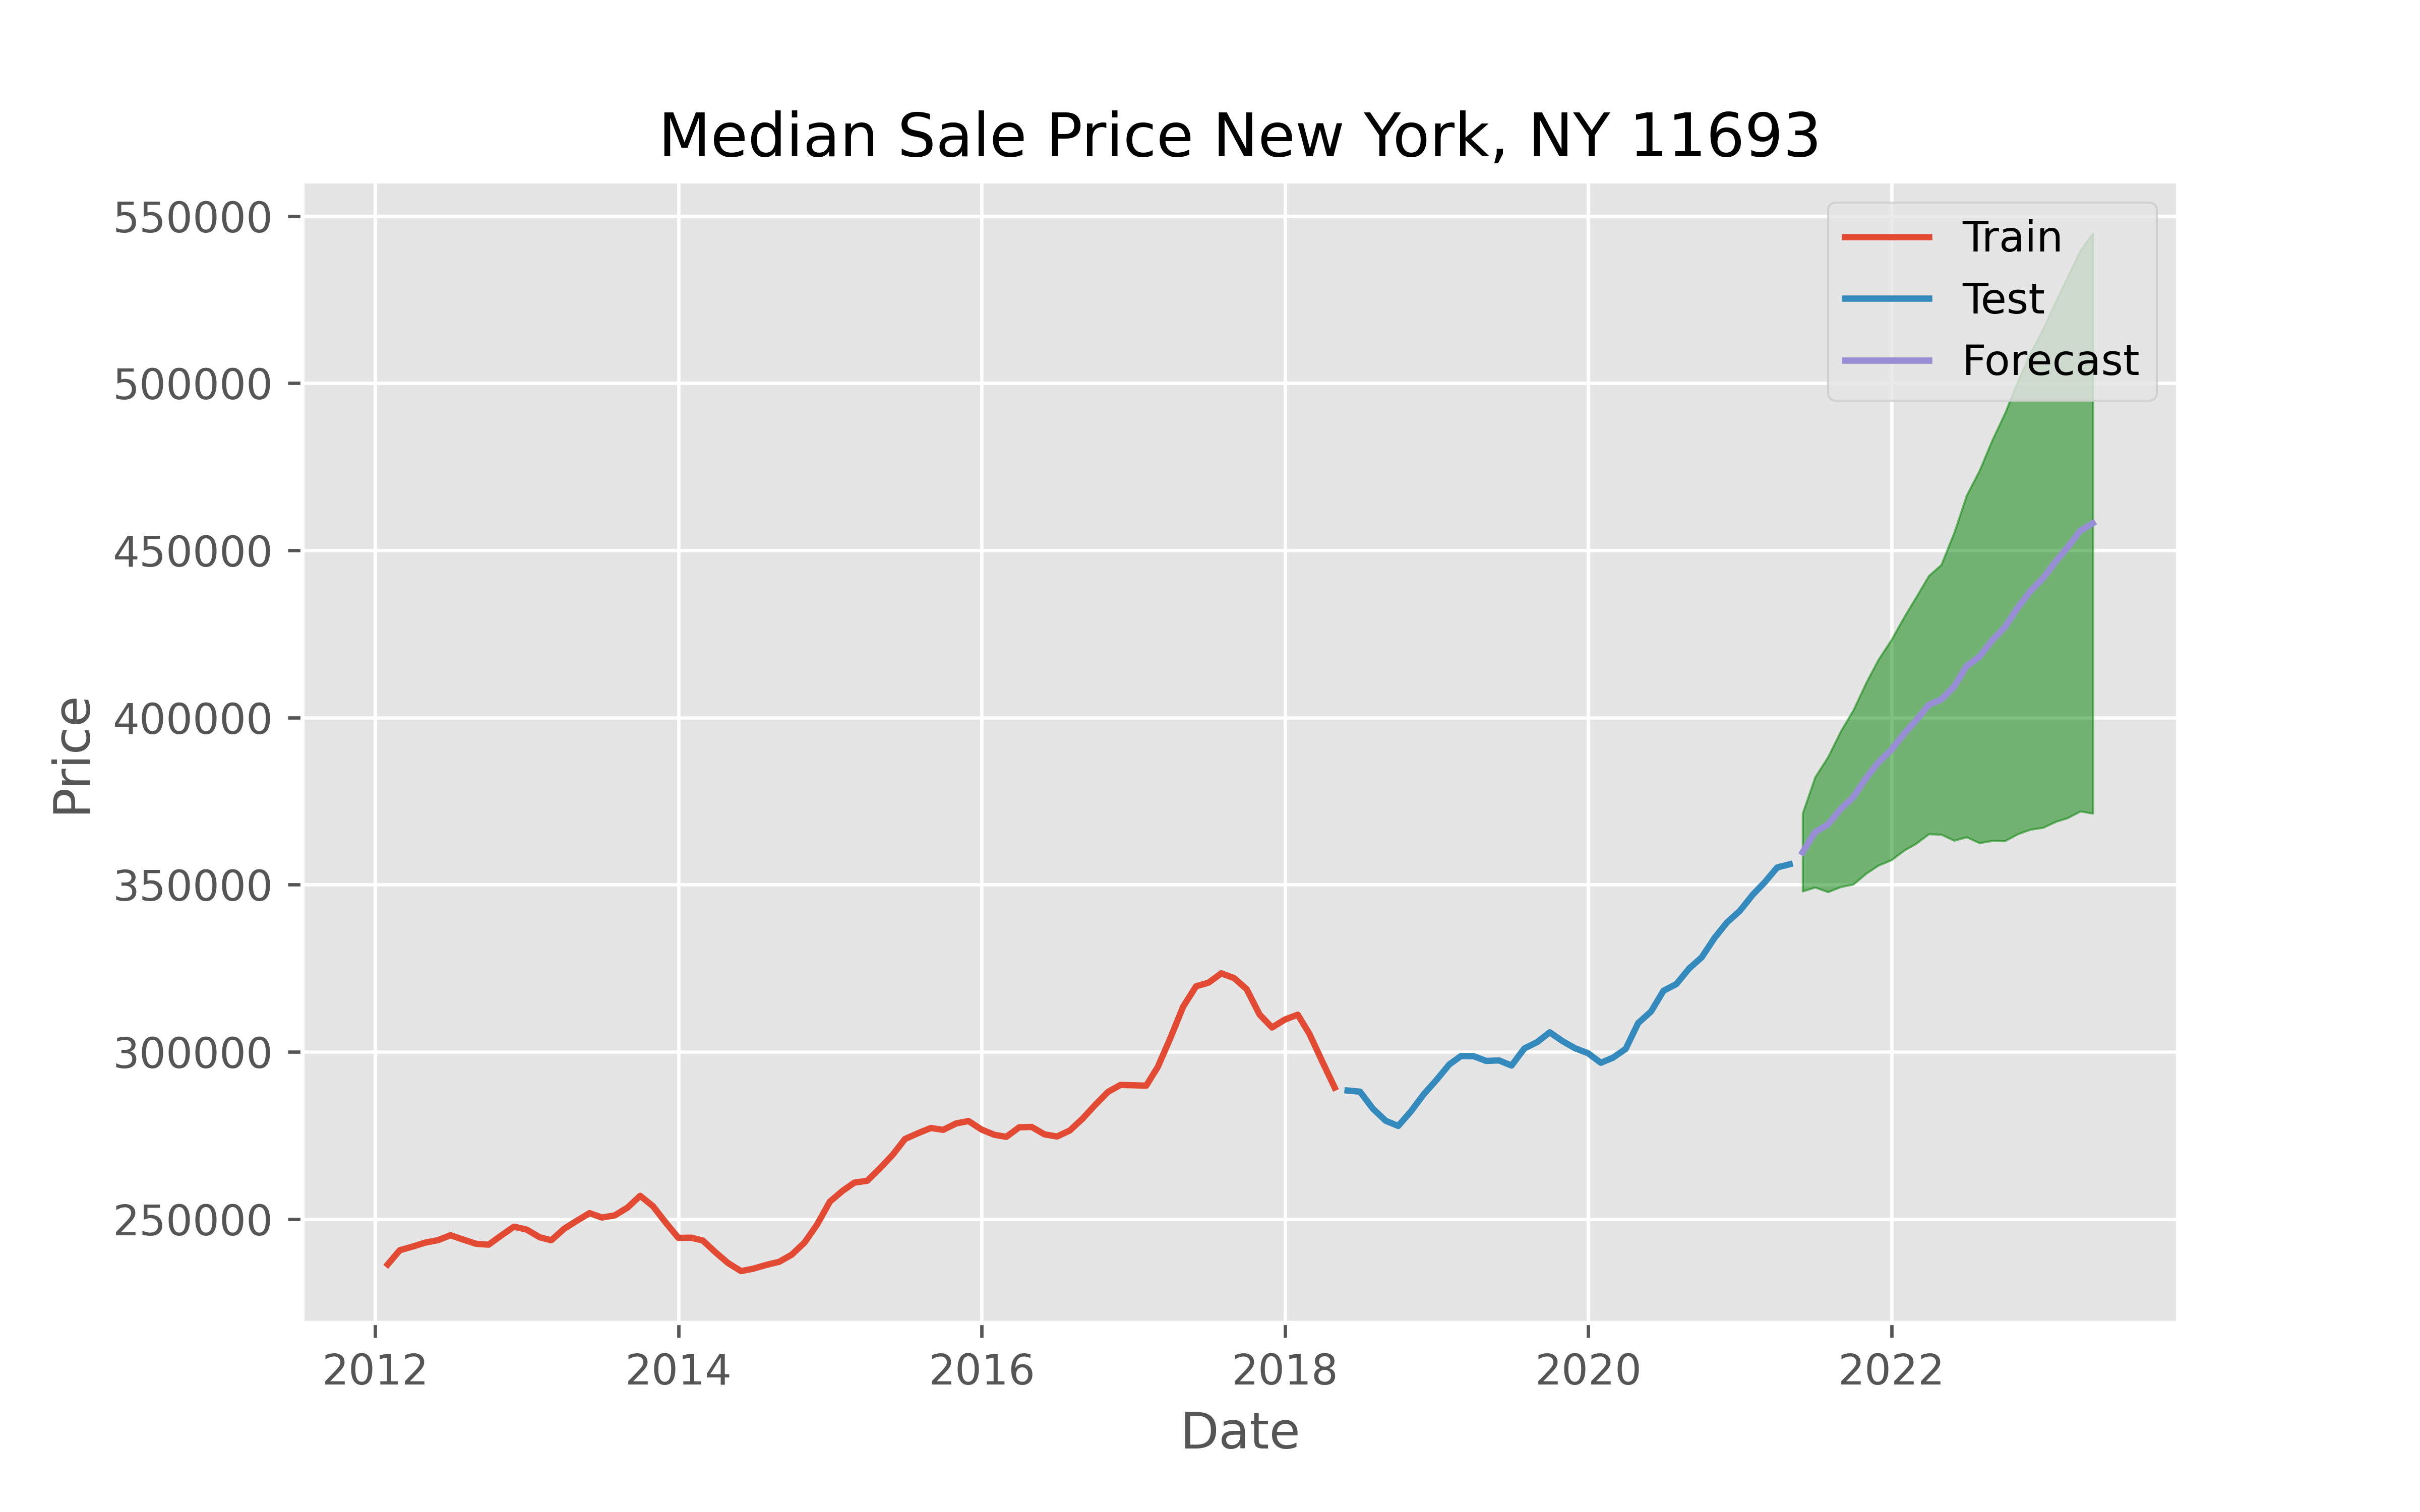 Median Sale Price New York, NY 11693
Train
Test
Forecast
550000
500000
450000
400000
350000
300000
250000
Price
2012 2014 2016 2018 2020 2022
Date